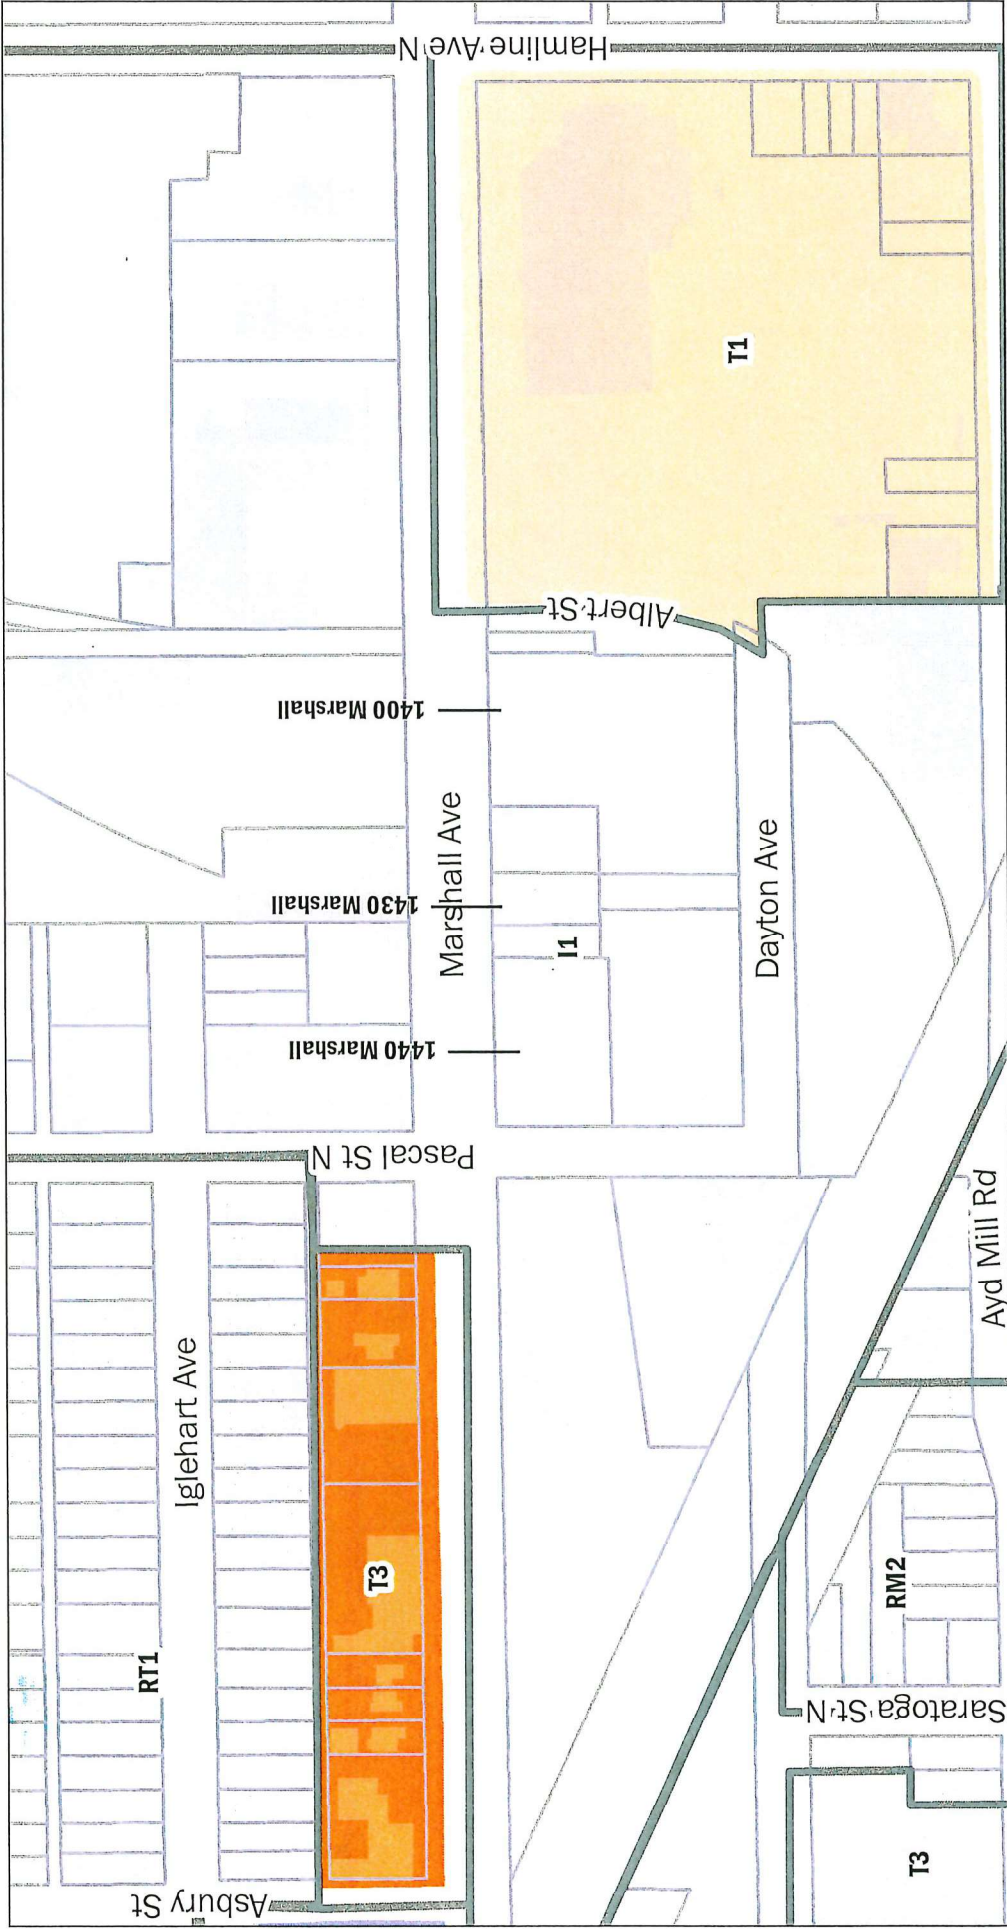 Hamline Ave N
T1
Albert St
1400 Marshall
Marshall Ave
1430 Marshall
I1
Dayton Ave
1440 Marshall
Pascal St N
Ayd Mill Rd
Iglehart Ave
T3
RM2
RT1
Saratoga St N
T3
Asbury St